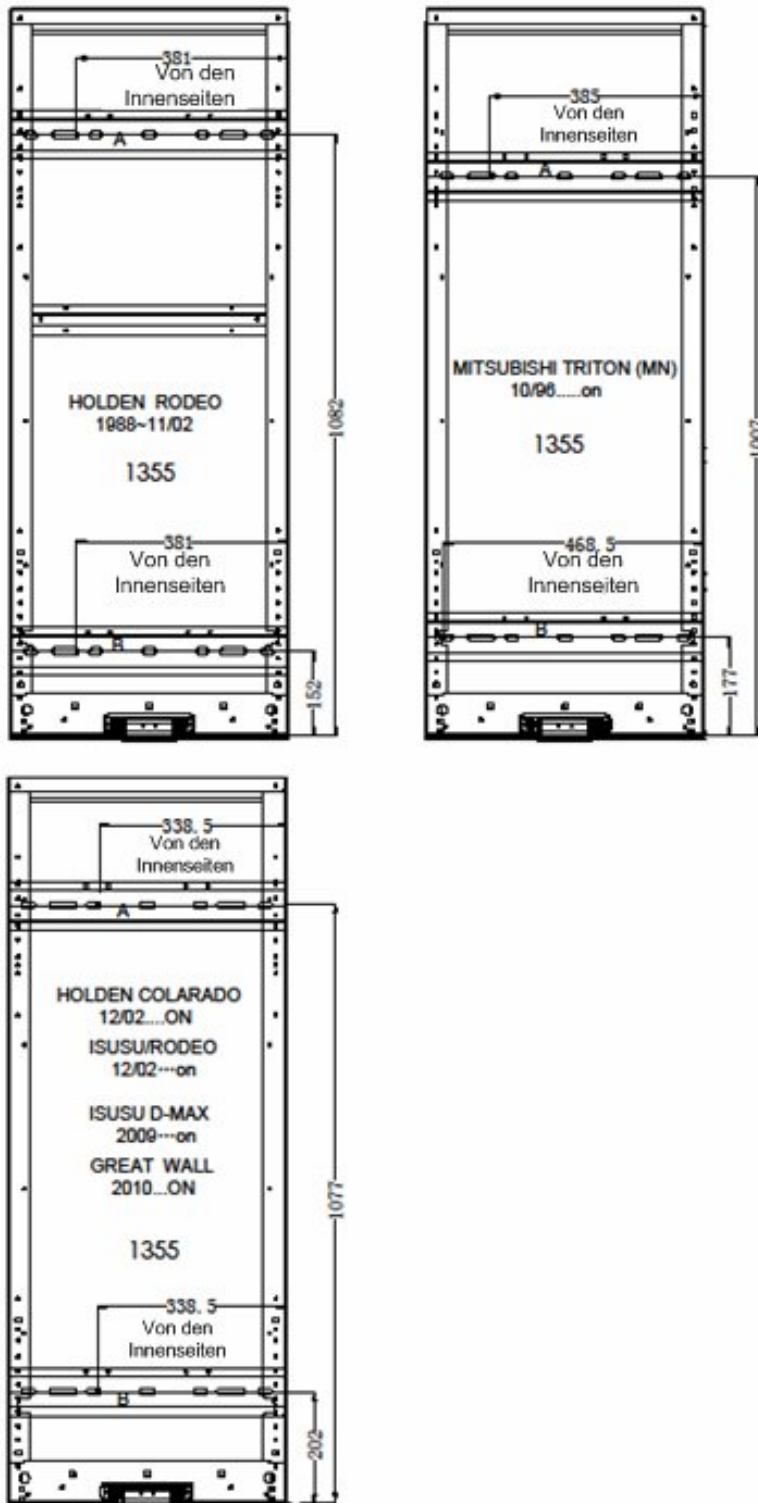 381
Von den
Innenseiten
A
HOLDEN RODEO
1988~11/02
1355
1082
381
Von den
Innenseiten
B
152
385
Von den
Innenseiten
A
MITSUBISHI TRITON (MN)
10/96.....on
1355
1007
468.5
Von den
Innenseiten
B
177
338.5
Von den
Innenseiten
A
HOLDEN COLARADO
12/02....ON
ISUSU/RODEO
12/02···on
ISUSU D-MAX
2009···on
GREAT WALL
2010...ON
1355
1077
338.5
Von den
Innenseiten
B
202